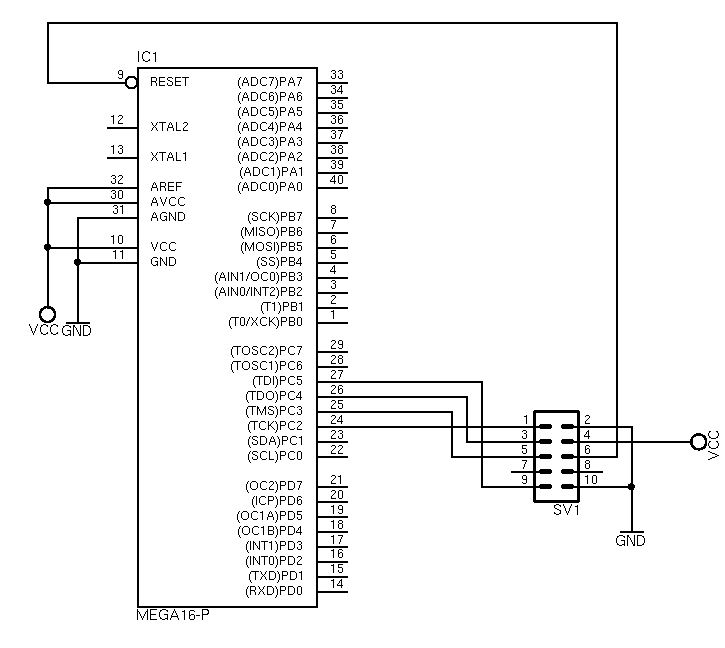 IC1
9 RESET (ADC7)PA7 33
(ADC6)PA6 34
(ADC5)PA5 35
12 XTAL2 (ADC4)PA4 36
(ADC3)PA3 37
13 XTAL1 (ADC2)PA2 38
(ADC1)PA1 39
32 AREF (ADC0)PA0 40
30 AVCC
31 AGND (SCK)PB7 8
(MISO)PB6 7
10 VCC (MOSI)PB5 6
11 GND (SS)PB4 5
(AIN1/OC0)PB3 4
(AIN0/INT2)PB2 3
(T1)PB1 2
(T0/XCK)PB0 1
VCC GND
(TOSC2)PC7 29
(TOSC1)PC6 28
(TDI)PC5 27
(TDO)PC4 26
(TMS)PC3 25
(TCK)PC2 24
(SDA)PC1 23
(SCL)PC0 22
1 2
3 4
5 6
7 8
9 10
SV1
VCC
GND
(OC2)PD7 21
(ICP)PD6 20
(OC1A)PD5 19
(OC1B)PD4 18
(INT1)PD3 17
(INT0)PD2 16
(TXD)PD1 15
(RXD)PD0 14
MEGA16-P